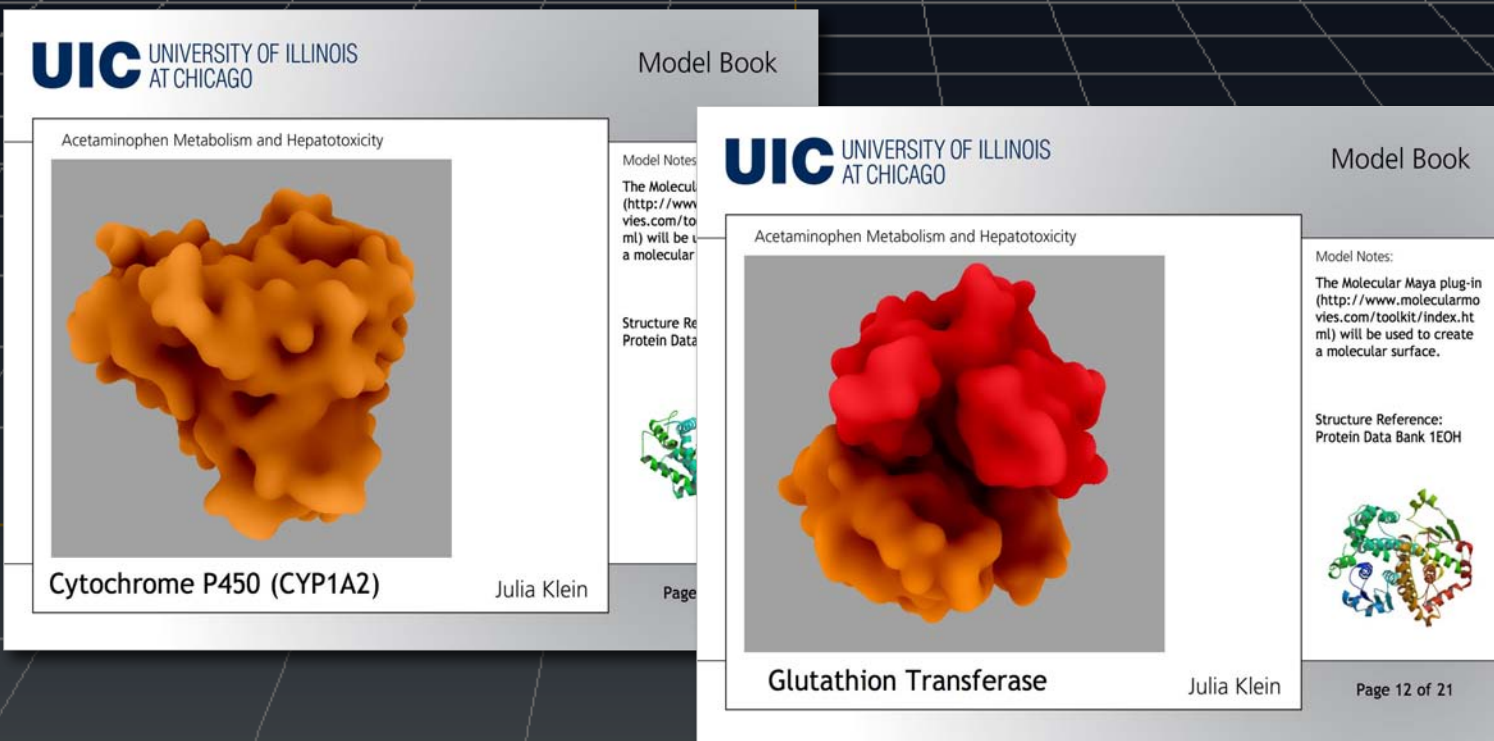 UIC UNIVERSITY OF ILLINOIS
AT CHICAGO
Model Book
Acetaminophen Metabolism and Hepatotoxicity
Model Notes
The
(http://www
vies.com/to
ml) will be
a molecular
Structure
Protein Data
Cytochrome P450 (CYP1A2)
Julia Klein
Page
UIC UNIVERSITY OF ILLINOIS
AT CHICAGO
Model Book
Acetaminophen Metabolism and Hepatotoxicity
Model Notes:
The Molecular Maya plug-in
(http://www.molecularmo
vies.com/toolkit/index.ht
ml) will be used to create
a molecular surface.
Structure Reference:
Protein Data Bank 1EOH
Glutathion Transferase
Julia Klein
Page 12 of 21